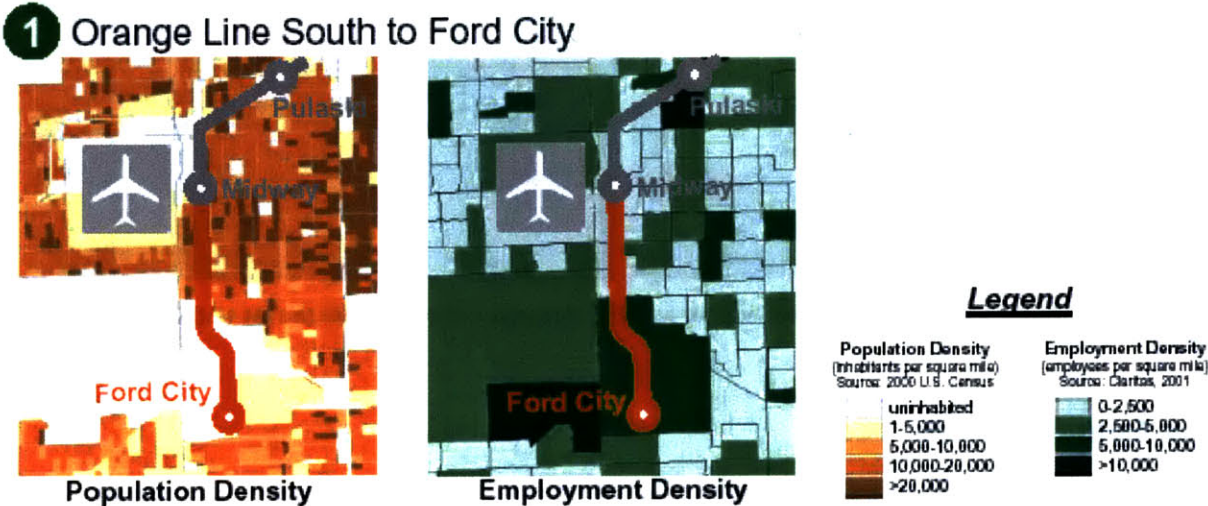 1 Orange Line South to Ford City
Pulaski
Midway
Ford City
Population Density
Pulaski
Midway
Ford City
Employment Density
Legend
Population Density
(inhabitants per square mile)
Source: 2000 U.S. Census
uninhabited
1-5,000
5,000-10,000
10,000-20,000
>20,000
Employment Density
(employees per square mile)
Source: Claritas, 2001
0-2,500
2,500-5,000
5,000-10,000
>10,000